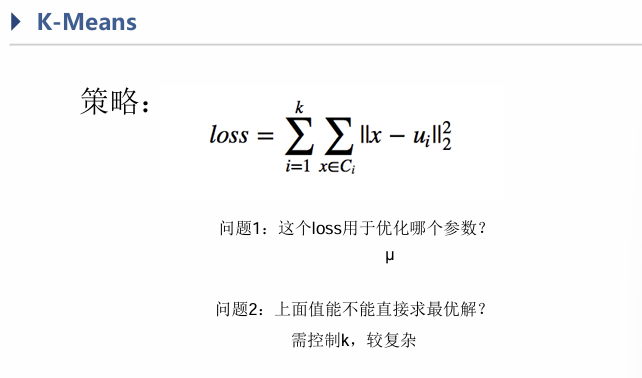 K-Means
策略：
loss = \sum_{i=1}^{k} \sum_{x \in C_i} ||x − u_i||_2^2
问题1：这个loss用于优化哪个参数？
μ
问题2：上面值能不能直接求最优解？
需控制k，较复杂